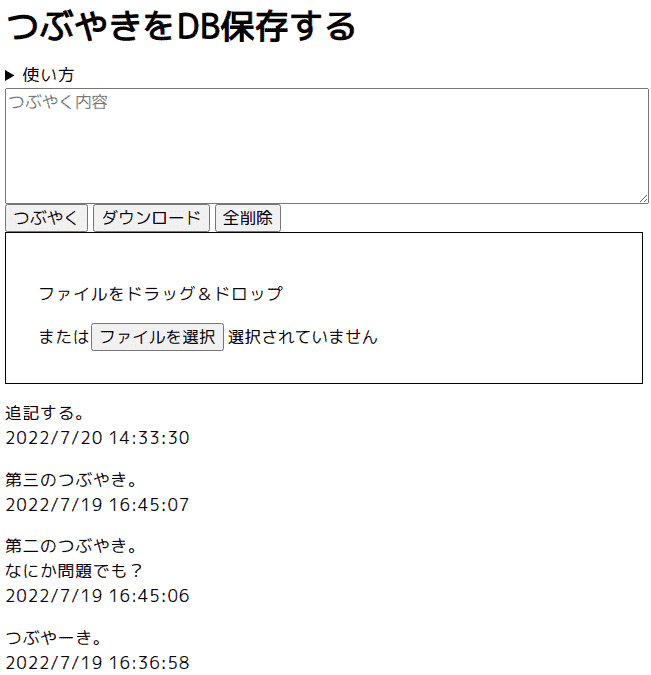 つぶやきをDB保存する
▶ 使い方
つぶやく内容
つぶやく ダウンロード 全削除
ファイルをドラッグ＆ドロップ
または ファイルを選択 選択されていません
追記する。
2022/7/20 14:33:30
第三のつぶやき。
2022/7/19 16:45:07
第二のつぶやき。
なにか問題でも？
2022/7/19 16:45:06
つぶやーき。
2022/7/19 16:36:58